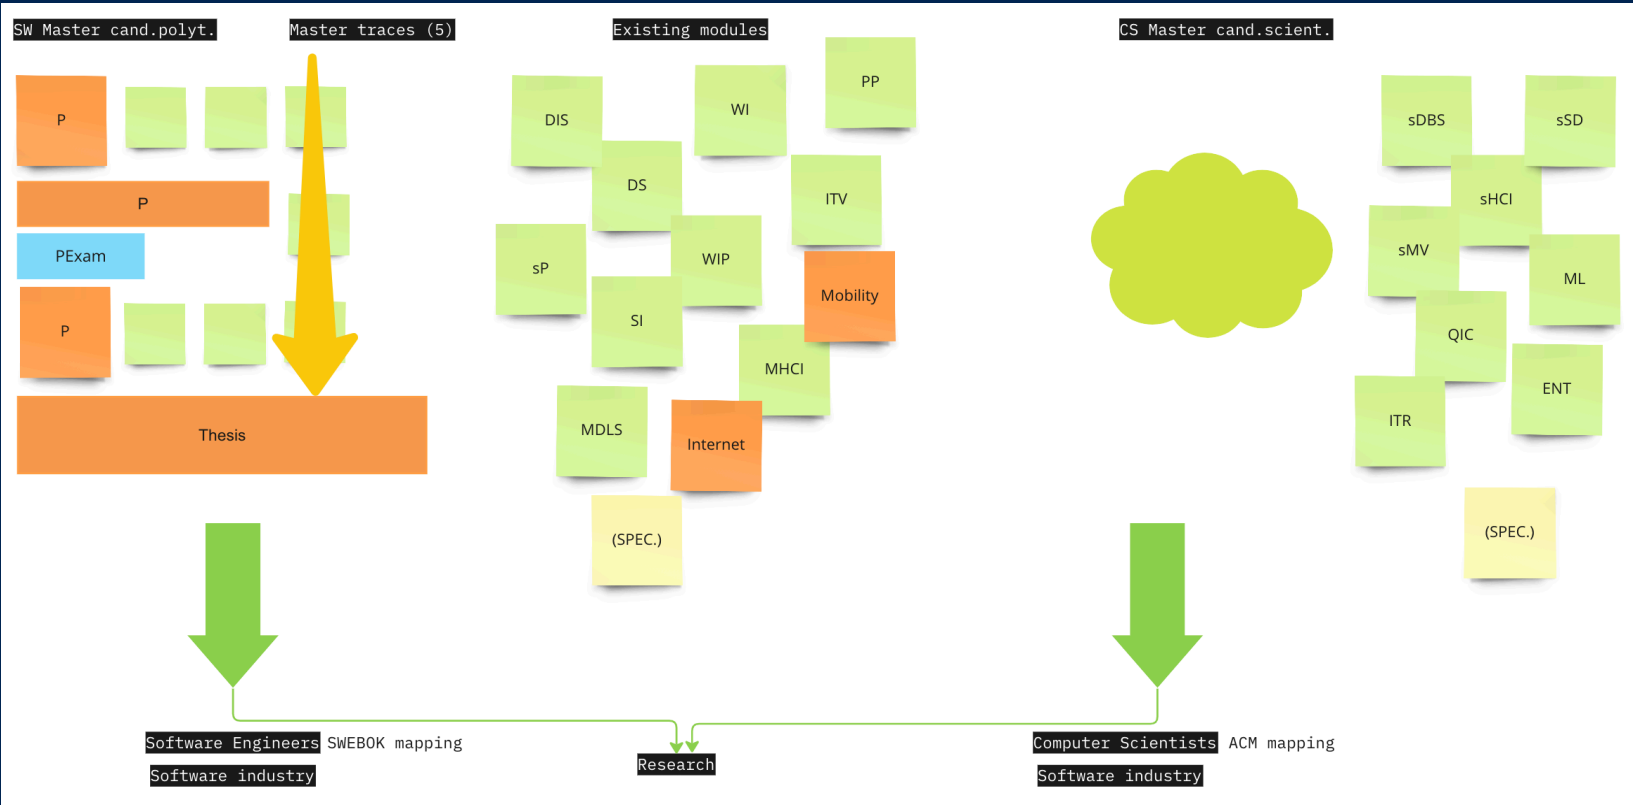 SW Master cand.polyt.
Master traces (5)
Existing modules
CS Master cand.scient.
P
P
PExam
P
Thesis
DIS
WI
PP
DS
ITV
sP
WIP
Mobility
SI
MHCI
MDLS
Internet
(SPEC.)
sDBS
sSD
sHCI
sMV
ML
QIC
ENT
ITR
(SPEC.)
Software Engineers SWEBOK mapping
Software industry
Research
Computer Scientists ACM mapping
Software industry